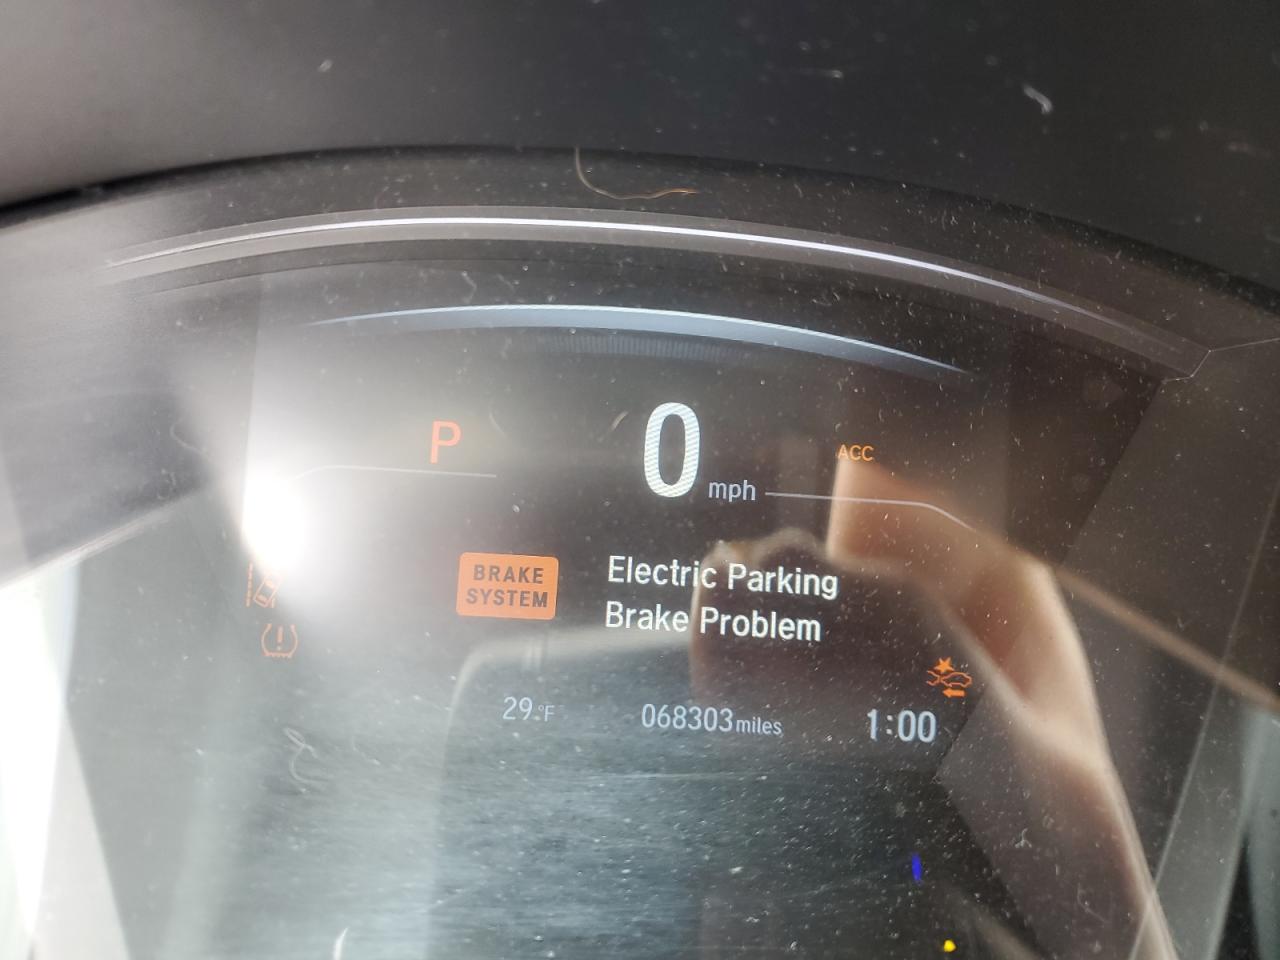 P
0 mph
ACC
BRAKE
SYSTEM
Electric Parking
Brake Problem
29°F
068303 miles
1:00